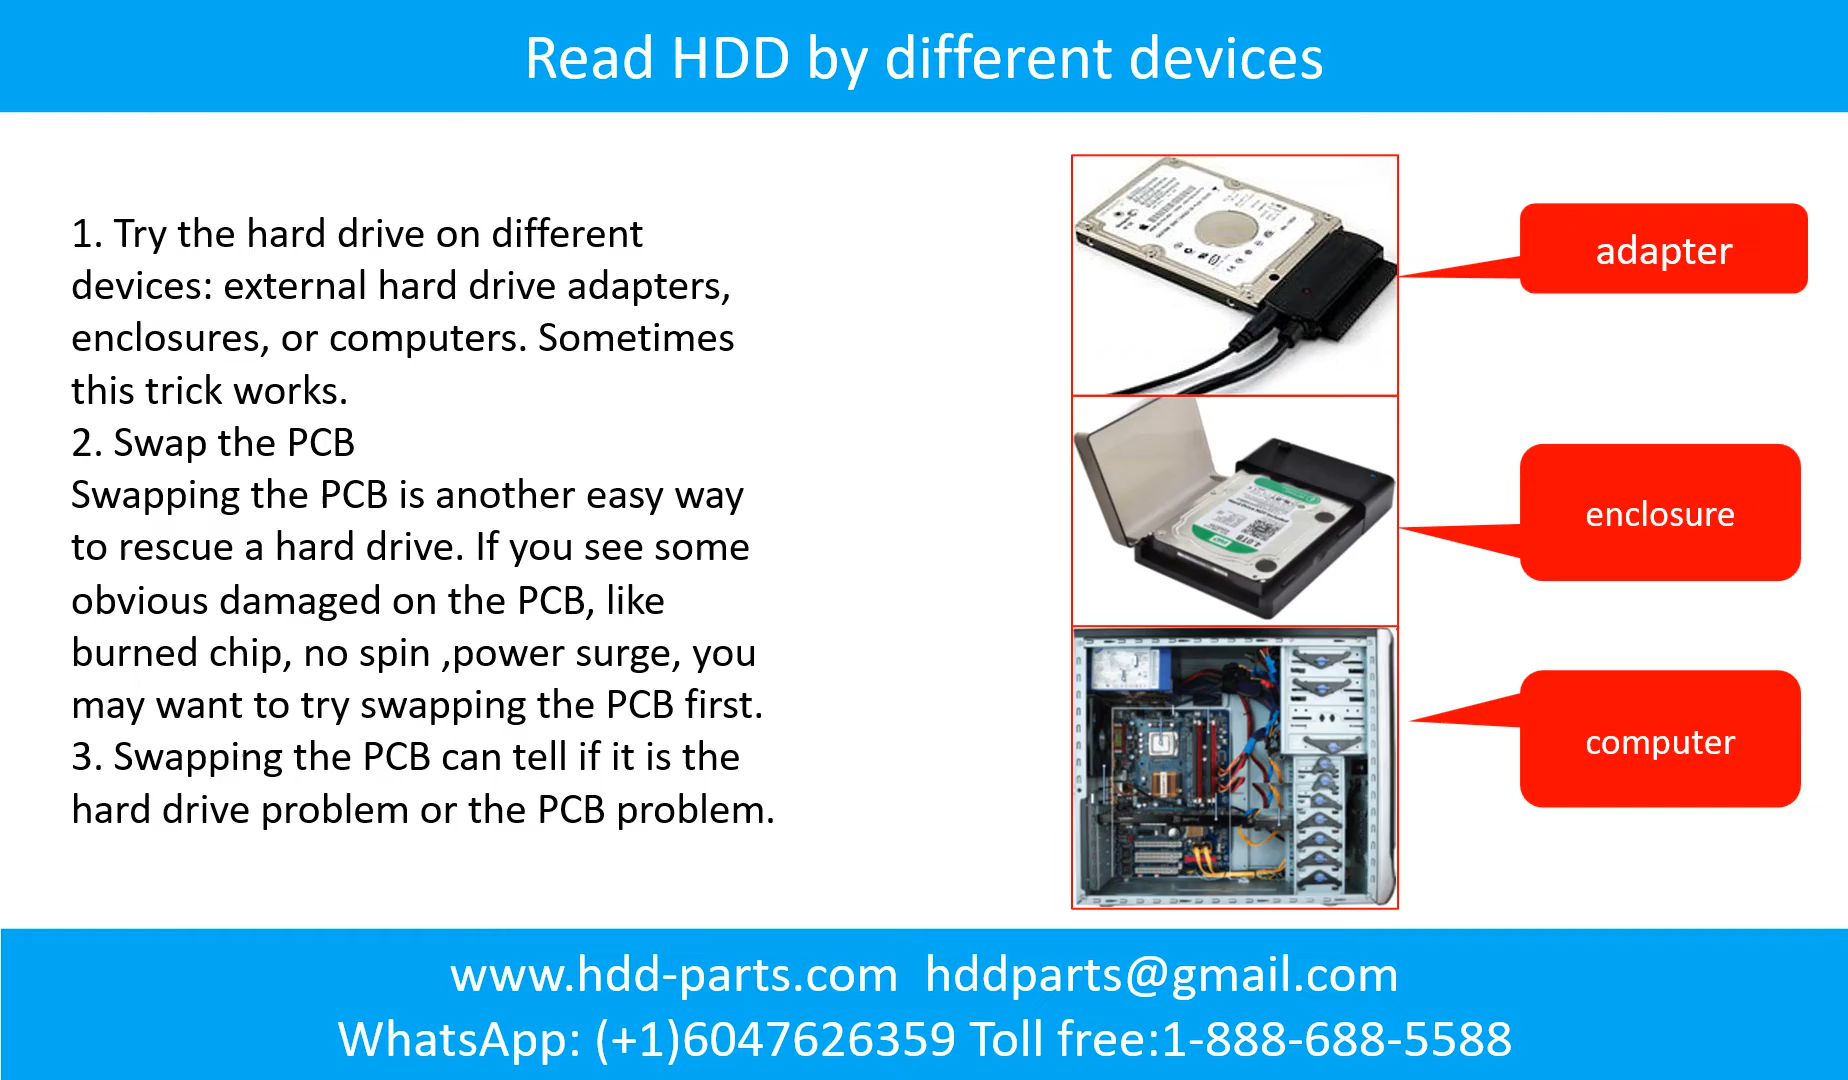 Read HDD by different devices
1. Try the hard drive on different
devices: external hard drive adapters,
enclosures, or computers. Sometimes
this trick works.
2. Swap the PCB
Swapping the PCB is another easy way
to rescue a hard drive. If you see some
obvious damaged on the PCB, like
burned chip, no spin ,power surge, you
may want to try swapping the PCB first.
3. Swapping the PCB can tell if it is the
hard drive problem or the PCB problem.
adapter
4.0TB
enclosure
computer
www.hdd-parts.com hddparts@gmail.com
WhatsApp: (+1)6047626359 Toll free:1-888-688-5588